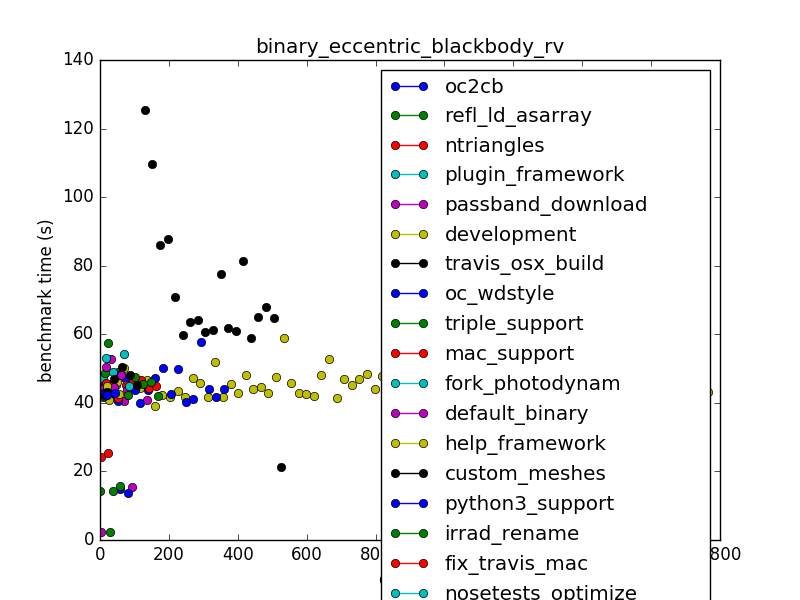 binary_eccentric_blackbody_rv
140
120
100
80
60
40
20
0
benchmark time (s)
0 200 400 600 800
oc2cb
refl_ld_asarray
ntriangles
plugin_framework
passband_download
development
travis_osx_build
oc_wdstyle
triple_support
mac_support
fork_photodynam
default_binary
help_framework
custom_meshes
python3_support
irrad_rename
fix_travis_mac
nosetests_optimize